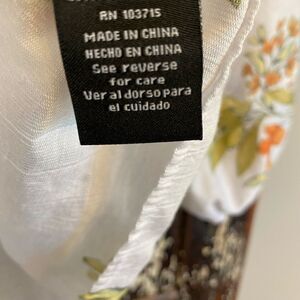 RN 103715
MADE IN CHINA
HECHO EN CHINA
See reverse
for care
Ver al dorso para
el cuidado